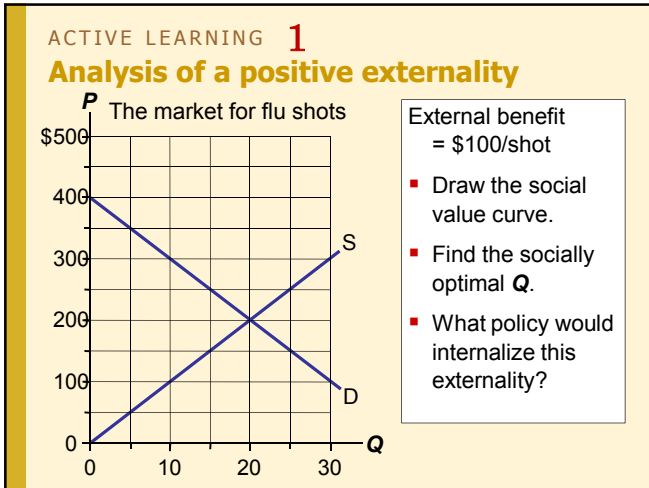 ACTIVE LEARNING 1
Analysis of a positive externality
P
The market for flu shots
$500
400
300
200
100
0
0 10 20 30
S
D
Q
External benefit
= $100/shot
▪ Draw the social
value curve.
▪ Find the socially
optimal Q.
▪ What policy would
internalize this
externality?